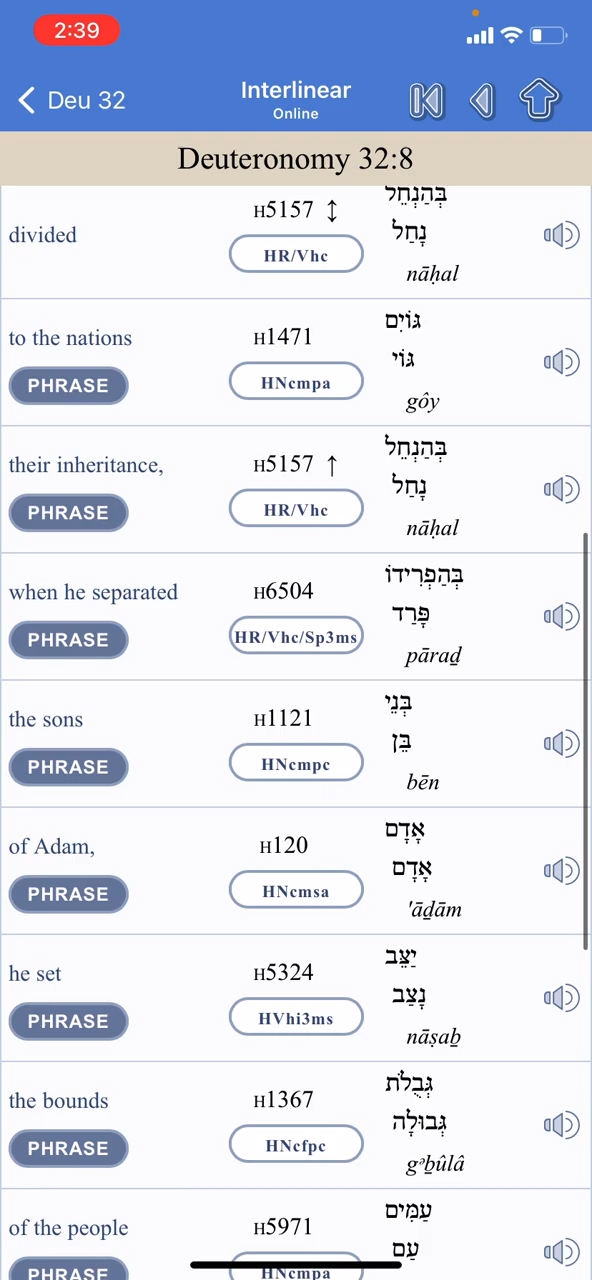 2:39
Deu 32
Interlinear
Online
Deuteronomy 32:8
divided
H5157 ↕
HR/Vhc
בְּהַנְחֵל
נָחַל
nāḥal
to the nations
PHRASE
H1471
HNcmpa
גּוֹיִם
גּוֹי
gôy
their inheritance,
PHRASE
H5157 ↑
HR/Vhc
בְּהַנְחֵל
נָחַל
nāḥal
when he separated
PHRASE
H6504
HR/Vhc/Sp3ms
בְּהַפְרִידוֹ
פָּרַד
pāraḏ
the sons
PHRASE
H1121
HNcmpc
בְּנֵי
בֵּן
bēn
of Adam,
PHRASE
H120
HNcmsa
אָדָם
אָדָם
'āḏām
he set
PHRASE
H5324
HVhi3ms
יַצֵּב
נָצַב
nāṣaḇ
the bounds
PHRASE
H1367
HNcfpc
גְּבֻלֹת
גְּבוּלָה
gᵊḇûlâ
of the people
PHRASE
H5971
HNcmpa
עַמִּים
עַם